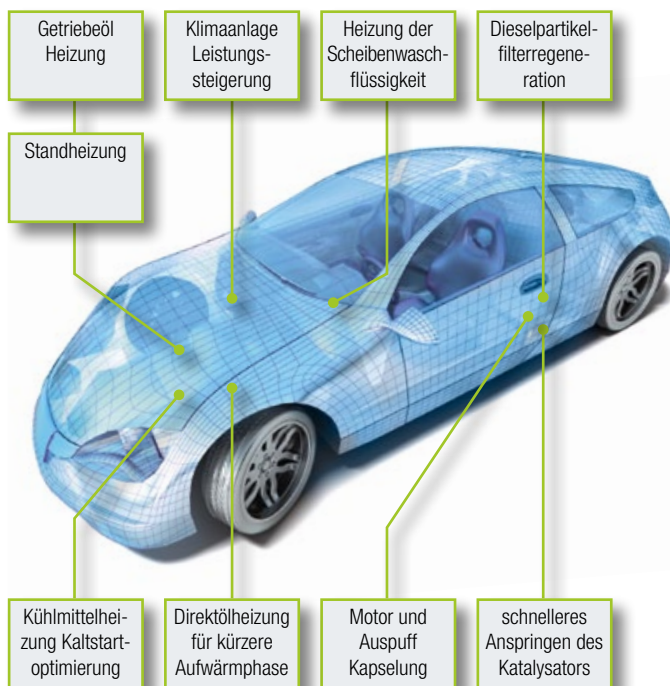 Getriebeöl
Heizung
Klimaanlage
Leistungs-
steigerung
Heizung der
Scheibenwasch-
flüssigkeit
Dieselpartikel-
filterregene-
ration
Standheizung
Kühlmittelhei-
zung Kaltstart-
optimierung
Direktölheizung
für kürzere
Aufwärmphase
Motor und
Auspuff
Kapselung
schnelleres
Anspringen des
Katalysators